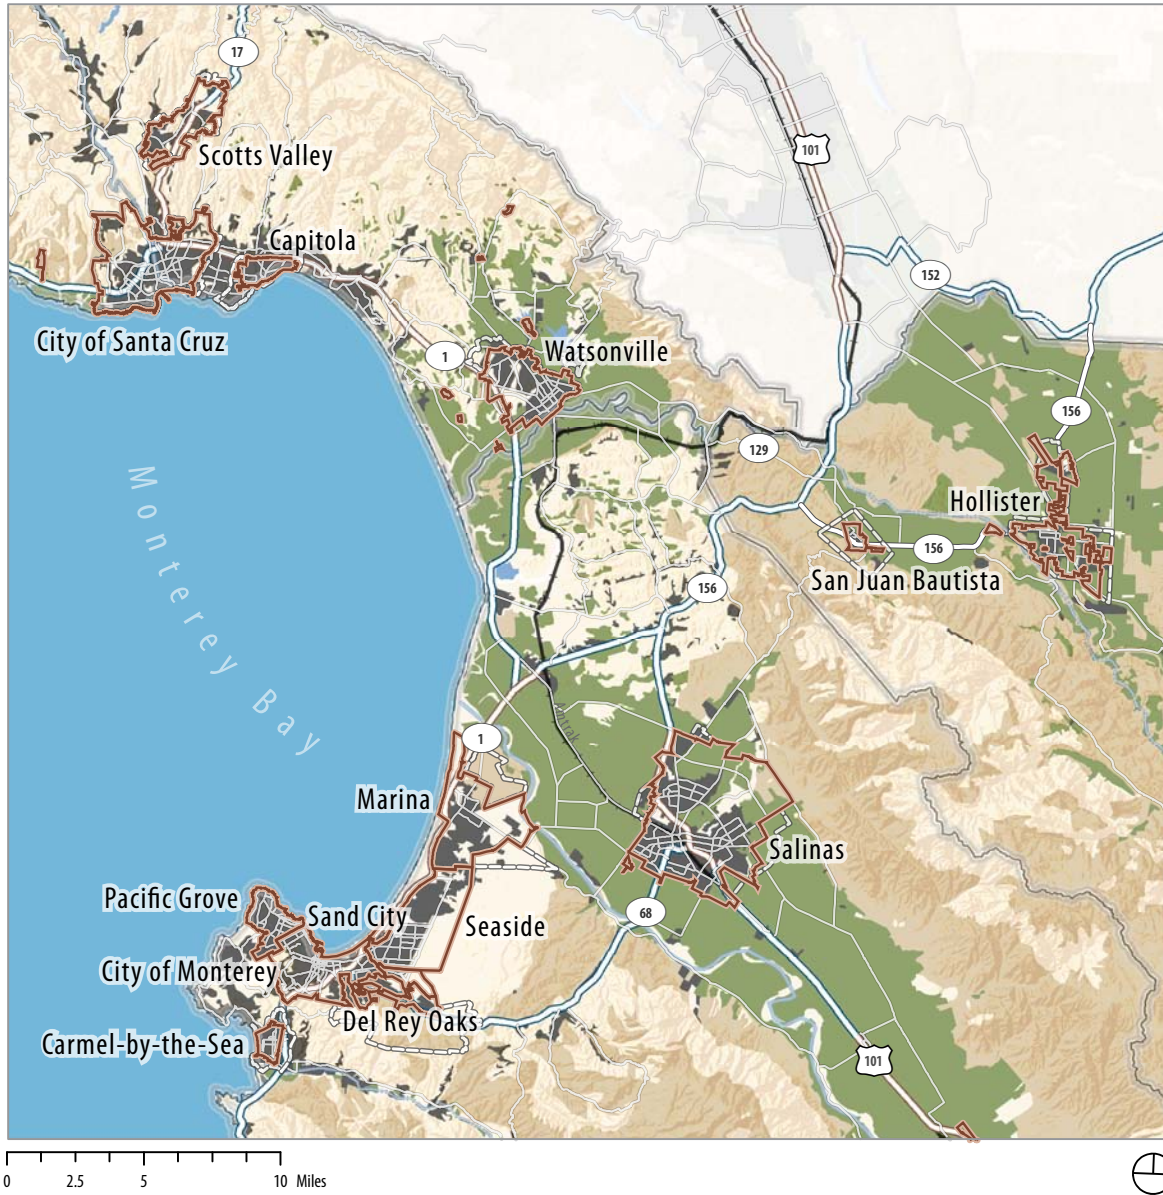 17
101
Scotts Valley
Capitola
152
City of Santa Cruz
1
Watsonville
156
129
Hollister
Monterey Bay
156
San Juan Bautista
156
Amtrak
1
Marina
Salinas
Pacific Grove
Sand City
68
Seaside
City of Monterey
Del Rey Oaks
Carmel-by-the-Sea
101
0 2.5 5 10 Miles